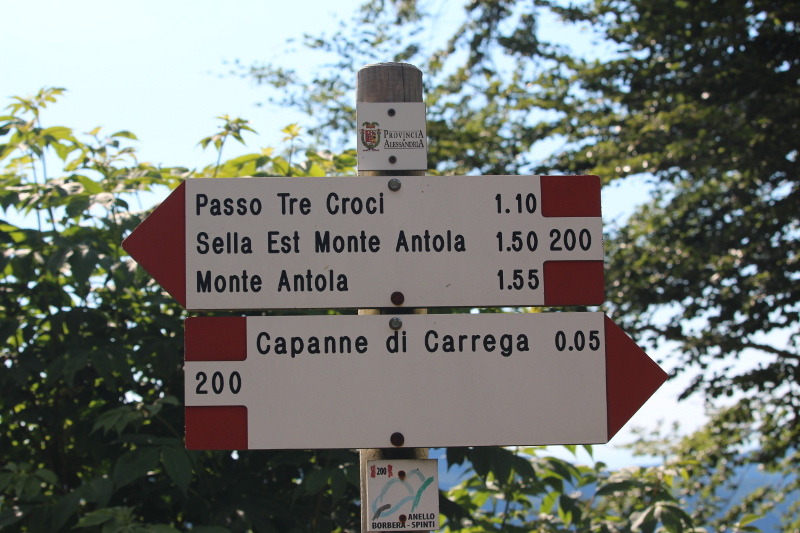 PROVINCIA
DI
ALESSANDRIA
Passo Tre Croci 1.10
Sella Est Monte Antola 1.50 200
Monte Antola 1.55
Capanne di Carrega 0.05
200
200
ANELLO
BORBERA - SPINTI